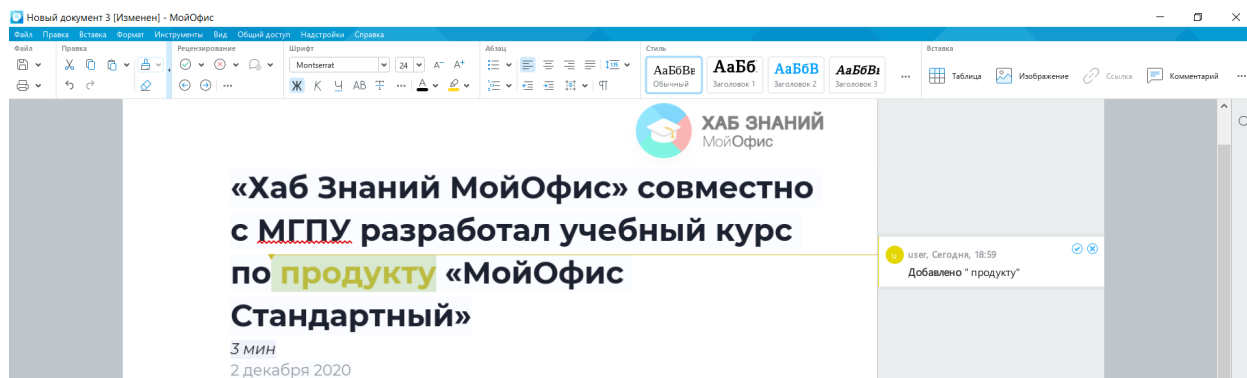 Новый документ 3 [Изменен] - МойОфис
Файл Правка Вставка Формат Инструменты Вид Общий доступ Надстройки Справка
Файл Правка Рецензирование Шрифт Абзац Стиль Вставка
Montserrat 24 A⁻ A⁺
АаБбВв АаБб АаБбВ АаБбВв
Обычный Заголовок 1 Заголовок 2 Заголовок 3
Таблица Изображение Ссылка Комментарий
Ж К Ч АВ Т А
ХАБ ЗНАНИЙ
МойОфис
«Хаб Знаний МойОфис» совместно
с МГПУ разработал учебный курс
по продукту «МойОфис
Стандартный»
3 мин
2 декабря 2020
u user, Сегодня, 18:59
Добавлено " продукту"